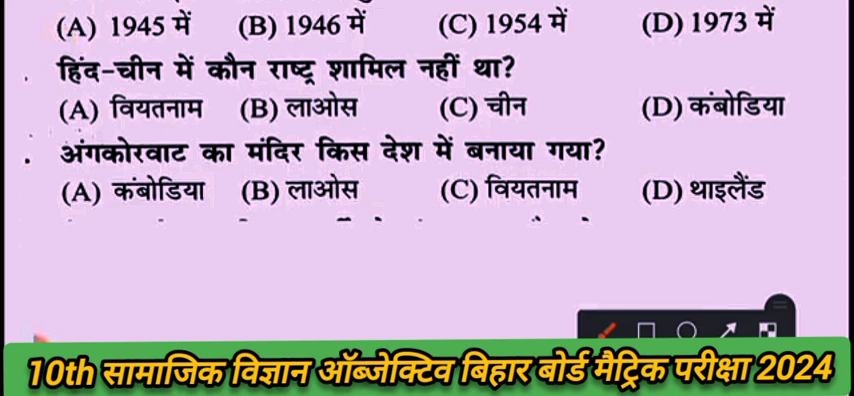 (A) 1945 में (B) 1946 में (C) 1954 में (D) 1973 में
हिंद-चीन में कौन राष्ट्र शामिल नहीं था?
(A) वियतनाम (B) लाओस (C) चीन (D) कंबोडिया
अंगकोरवाट का मंदिर किस देश में बनाया गया?
(A) कंबोडिया (B) लाओस (C) वियतनाम (D) थाइलैंड
10th सामाजिक विज्ञान ऑब्जेक्टिव बिहार बोर्ड मैट्रिक परीक्षा 2024